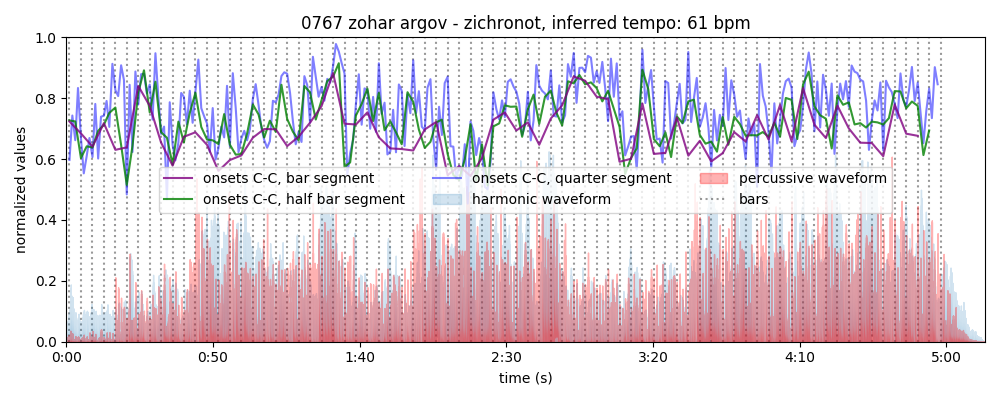 0767 zohar argov - zichronot, inferred tempo: 61 bpm
normalized values
1.0
0.8
0.6
0.4
0.2
0.0
onsets C-C, bar segment
onsets C-C, half bar segment
onsets C-C, quarter segment
harmonic waveform
percussive waveform
bars
0:00 0:50 1:40 2:30 3:20 4:10 5:00
time (s)